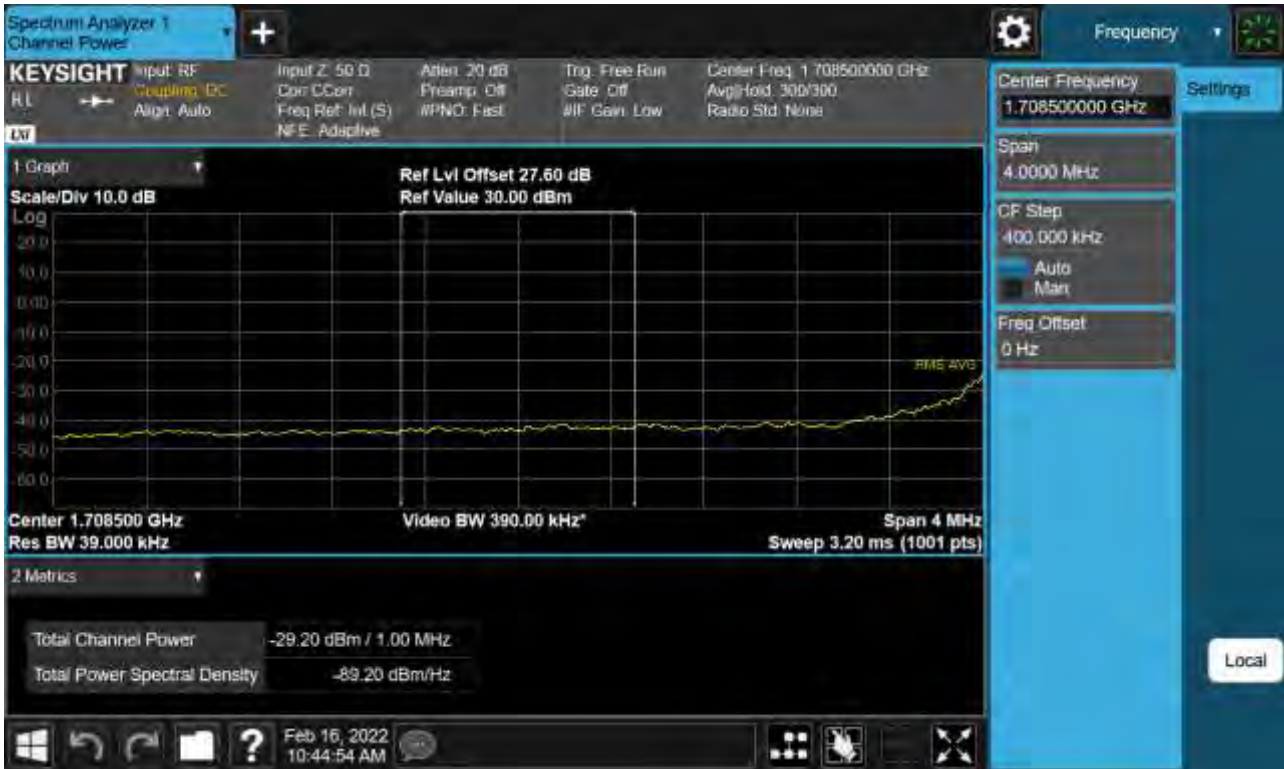 Spectrum Analyzer 1
Channel Power
+
Frequency
KEYSIGHT
Input: RF
Coupling: DC
Align: Auto
RL
LXI
Input Z: 50 Ω
Corr CCorr
Freq Ref: Int (S)
NFE: Adaptive
Atten: 20 dB
Preamp: Off
#PNO: Fast
Trig: Free Run
Gate: Off
#IF Gain: Low
Center Freq: 1.708500000 GHz
Avg|Hold: 300/300
Radio Std: None
1 Graph
Scale/Div 10.0 dB
Ref Lvl Offset 27.60 dB
Ref Value 30.00 dBm
Log
20.0
10.0
0.00
-10.0
-20.0
-30.0
-40.0
-50.0
-60.0
RMS AVG
Center 1.708500 GHz
Res BW 39.000 kHz
Video BW 390.00 kHz*
Span 4 MHz
Sweep 3.20 ms (1001 pts)
2 Metrics
Total Channel Power -29.20 dBm / 1.00 MHz
Total Power Spectral Density -89.20 dBm/Hz
Center Frequency
1.708500000 GHz
Span
4.0000 MHz
CF Step
400.000 kHz
Auto
Man
Freq Offset
0 Hz
Settings
Local
?
Feb 16, 2022
10:44:54 AM